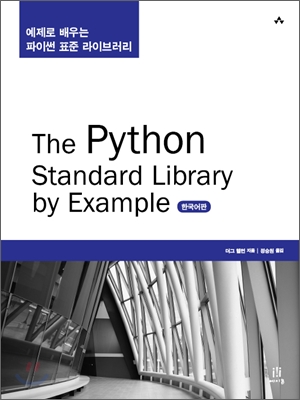 예제로 배우는
파이썬 표준 라이브러리
The Python
Standard Library
by Example 한국어판
더그 헬먼 지음 | 권승원 옮김